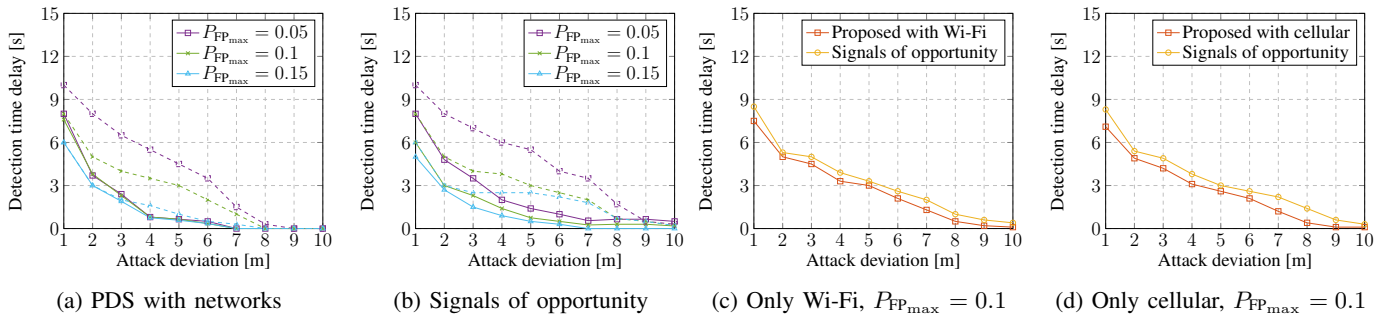 Detection time delay [s]
15
12
9
6
3
0
P_FPmax = 0.05
P_FPmax = 0.1
P_FPmax = 0.15
1 2 3 4 5 6 7 8 9 10
Attack deviation [m]
(a) PDS with networks
Detection time delay [s]
15
12
9
6
3
0
P_FPmax = 0.05
P_FPmax = 0.1
P_FPmax = 0.15
1 2 3 4 5 6 7 8 9 10
Attack deviation [m]
(b) Signals of opportunity
Detection time delay [s]
15
12
9
6
3
0
Proposed with Wi-Fi
Signals of opportunity
1 2 3 4 5 6 7 8 9 10
Attack deviation [m]
(c) Only Wi-Fi, P_FPmax = 0.1
Detection time delay [s]
15
12
9
6
3
0
Proposed with cellular
Signals of opportunity
1 2 3 4 5 6 7 8 9 10
Attack deviation [m]
(d) Only cellular, P_FPmax = 0.1